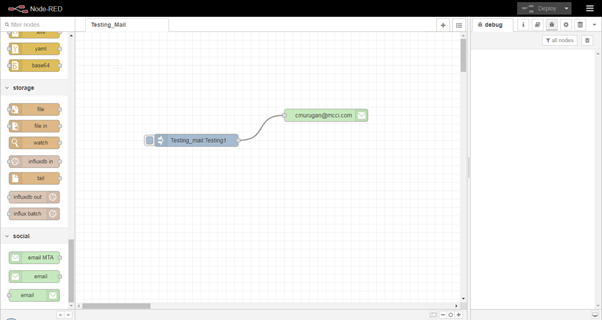 Node-RED
Deploy
filter nodes
Testing_Mail
debug
all nodes
yaml
base64
storage
file
file in
watch
influxdb in
tail
influxdb out
influx batch
social
email MTA
email
email
Testing_mail:Testing1
cmurugan@mcci.com